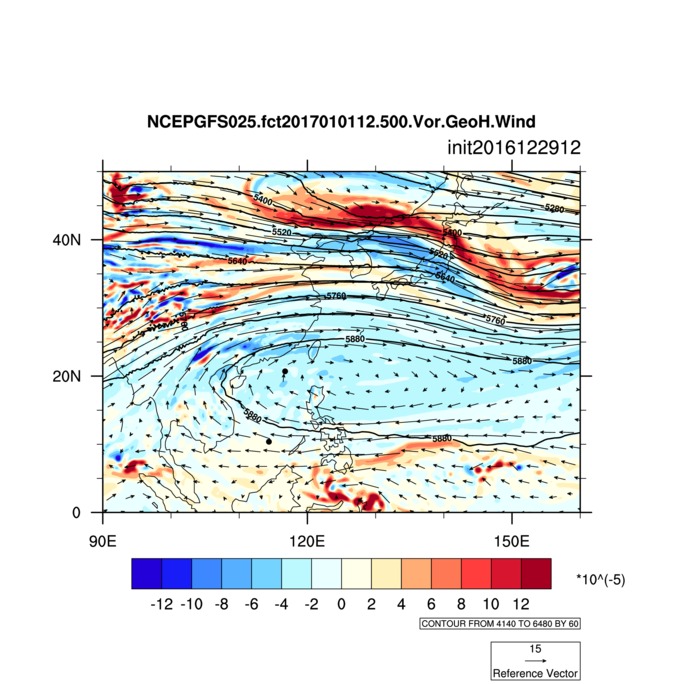 NCEPGFS025.fct2017010112.500.Vor.GeoH.Wind
init2016122912
5400
5280
5520
5400
40N
5520
5640
5640
5760
5760
5880
5880
20N
5880
5880
0
90E 120E 150E
-12 -10 -8 -6 -4 -2 0 2 4 6 8 10 12
*10^(-5)
CONTOUR FROM 4140 TO 6480 BY 60
15
Reference Vector